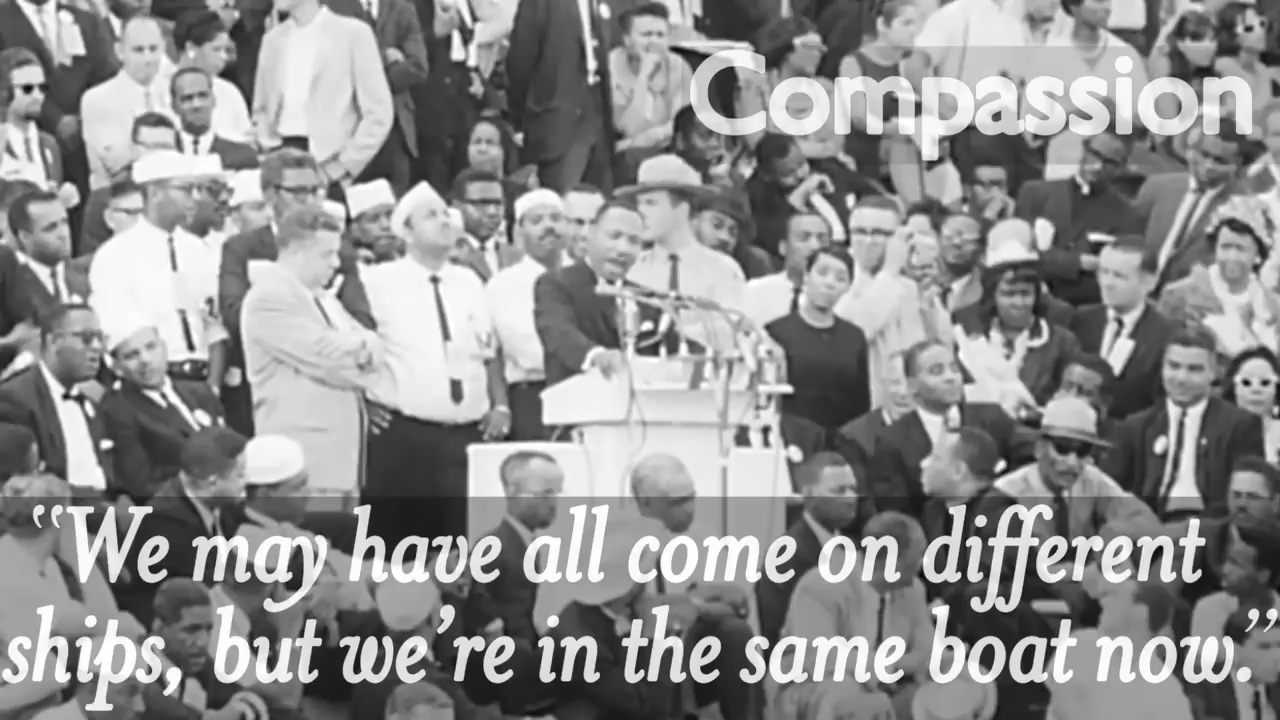 Compassion
“We may have all come on different
ships, but we’re in the same boat now.”